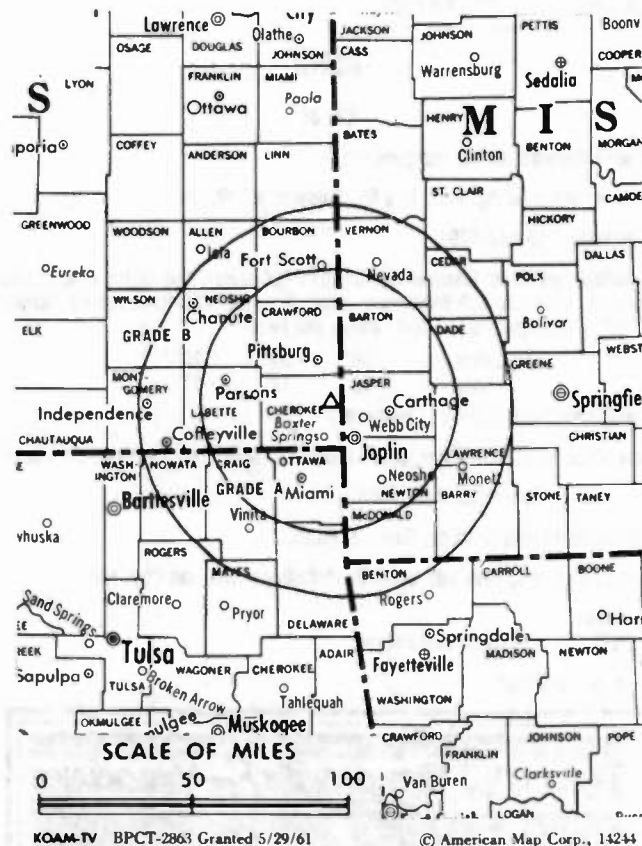 Lawrence City
OSAGE DOUGLAS Olathe JOHNSON JACKSON CASS JOHNSON PETTIS Boonv
Warrensburg Sedalia COOPER
S LYON FRANKLIN MIAMI
Ottawa Paola
HENRY M I S
poria COFFEY BATES Clinton BENTON MORGAN
ANDERSON LINN
ST. CLAIR CAMDE
HICKORY
GREENWOOD WOODSON ALLEN BOURBON VERNON DALLAS
Iola Fort Scott CEDAR POLK
Eureka Nevada
WILSON NEOSHO
Chanute CRAWFORD BARTON Bolivar
ELK GRADE B DADE WEBST
Pittsburg GREENE
MONT-
GOMERY JASPER
Parsons Carthage Springfie
Independence LABETTE CHEROKEE Webb City
Baxter
Springs CHRISTIAN
CHAUTAUQUA Coffeyville Joplin
WASH-
INGTON NOWATA CRAIG OTTAWA LAWRENCE
GRADE A Miami Neosho Monett
Bartlesville NEWTON BARRY STONE TANEY
vhuska Vinita McDONALD
ROGERS BENTON CARROLL BOONE
MAYES
Claremore Pryor Rogers
Sand Springs DELAWARE Harr
Springdale
EE Tulsa ADAIR MADISON NEWTON
REEK WAGONER CHEROKEE Fayetteville
Sapulpa TULSA Broken Arrow
Tahlequah WASHINGTON
OKMULGEE mulgee Muskogee
SCALE OF MILES CRAWFORD JOHNSON POPE
FRANKLIN
0 50 100 Van Buren Clarksville
LOGAN
KOAM-TV BPCT-2863 Granted 5/29/61 © American Map Corp., 14244